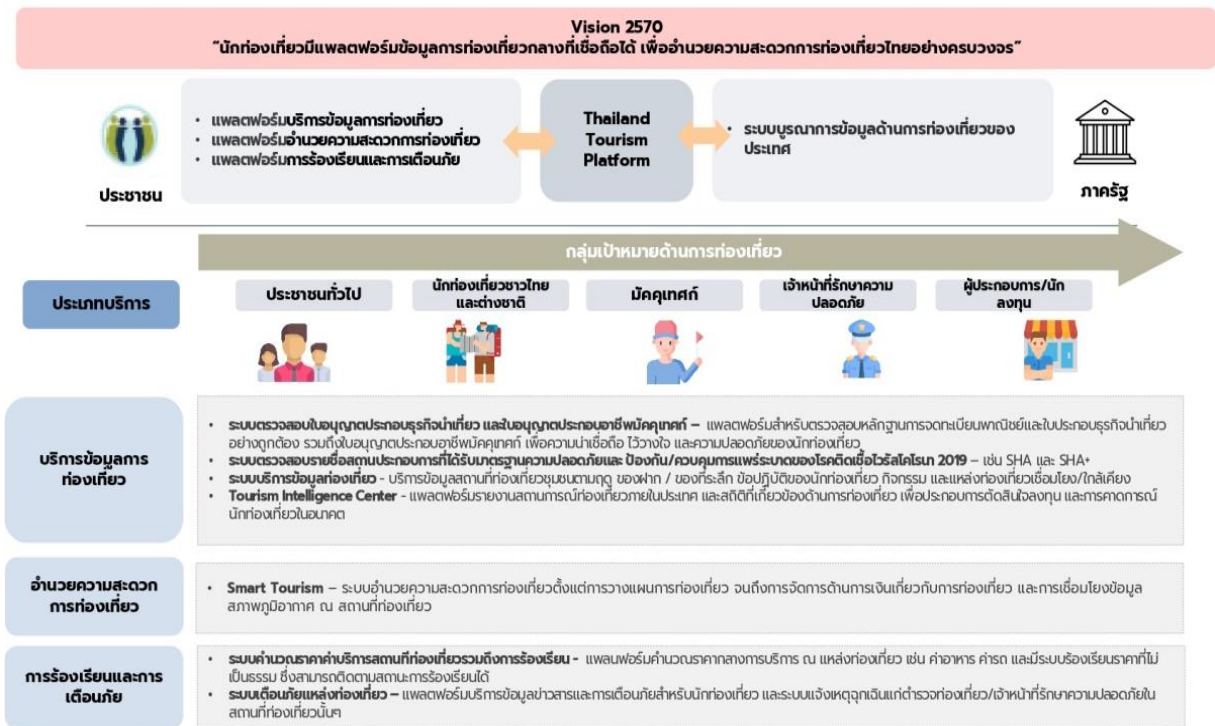 Vision 2570
“นักท่องเที่ยวมีแพลตฟอร์มข้อมูลการท่องเที่ยวกลางที่เชื่อถือได้ เพื่ออำนวยความสะดวกการท่องเที่ยวไทยอย่างครบวงจร”
ประชาชน
• แพลตฟอร์มบริการข้อมูลการท่องเที่ยว
• แพลตฟอร์มอำนวยความสะดวกการท่องเที่ยว
• แพลตฟอร์มการร้องเรียนและการเตือนภัย
Thailand
Tourism
Platform
• ระบบบูรณาการข้อมูลด้านการท่องเที่ยวของ
ประเทศ
ภาครัฐ
กลุ่มเป้าหมายด้านการท่องเที่ยว
ประเภทบริการ
ประชาชนทั่วไป
นักท่องเที่ยวชาวไทย
และต่างชาติ
มัคคุเทศก์
เจ้าหน้าที่รักษาความ
ปลอดภัย
ผู้ประกอบการ/นัก
ลงทุน
บริการข้อมูลการ
ท่องเที่ยว
• ระบบตรวจสอบใบอนุญาตประกอบธุรกิจนำเที่ยว และใบอนุญาตประกอบอาชีพมัคคุเทศก์ – แพลตฟอร์มสำหรับตรวจสอบหลักฐานการจดทะเบียนพาณิชย์และใบประกอบธุรกิจนำเที่ยว
อย่างถูกต้อง รวมถึงใบอนุญาตประกอบอาชีพมัคคุเทศก์ เพื่อความน่าเชื่อถือ ไว้วางใจ และความปลอดภัยของนักท่องเที่ยว
• ระบบตรวจสอบรายชื่อสถานประกอบการที่ได้รับมาตรฐานความปลอดภัยและ ป้องกัน/ควบคุมการแพร่ระบาดของโรคติดเชื้อไวรัสโคโรนา 2019 – เช่น SHA และ SHA+
• ระบบบริการข้อมูลท่องเที่ยว - บริการข้อมูลสถานที่ท่องเที่ยวชุมชนตามฤดู ของฝาก / ของที่ระลึก ข้อปฏิบัติของนักท่องเที่ยว กิจกรรม และแหล่งท่องเที่ยวเชื่อมโยง/ใกล้เคียง
• Tourism Intelligence Center - แพลตฟอร์มรายงานสถานการณ์ท่องเที่ยวภายในประเทศ และสถิติที่เกี่ยวข้องด้านการท่องเที่ยว เพื่อประกอบการตัดสินใจลงทุน และการคาดการณ์
นักท่องเที่ยวในอนาคต
อำนวยความสะดวก
การท่องเที่ยว
• Smart Tourism – ระบบอำนวยความสะดวกการท่องเที่ยวตั้งแต่การวางแผนการท่องเที่ยว จนถึงการจัดการด้านการเงินเกี่ยวกับการท่องเที่ยว และการเชื่อมโยงข้อมูล
สภาพภูมิอากาศ ณ สถานที่ท่องเที่ยว
การร้องเรียนและการ
เตือนภัย
• ระบบคำนวณราคาค่าบริการสถานที่ท่องเที่ยวรวมถึงการร้องเรียน - แพลนฟอร์มคำนวณราคากลางการบริการ ณ แหล่งท่องเที่ยว เช่น ค่าอาหาร ค่ารถ และมีระบบร้องเรียนราคาที่ไม่
เป็นธรรม ซึ่งสามารถติดตามสถานะการร้องเรียนได้
• ระบบเตือนภัยแหล่งท่องเที่ยว – แพลตฟอร์มบริการข้อมูลข่าวสารและการเตือนภัยสำหรับนักท่องเที่ยว และระบบแจ้งเหตุฉุกเฉินแก่ตำรวจท่องเที่ยว/เจ้าหน้าที่รักษาความปลอดภัยใน
สถานที่ท่องเที่ยวนั้นๆ